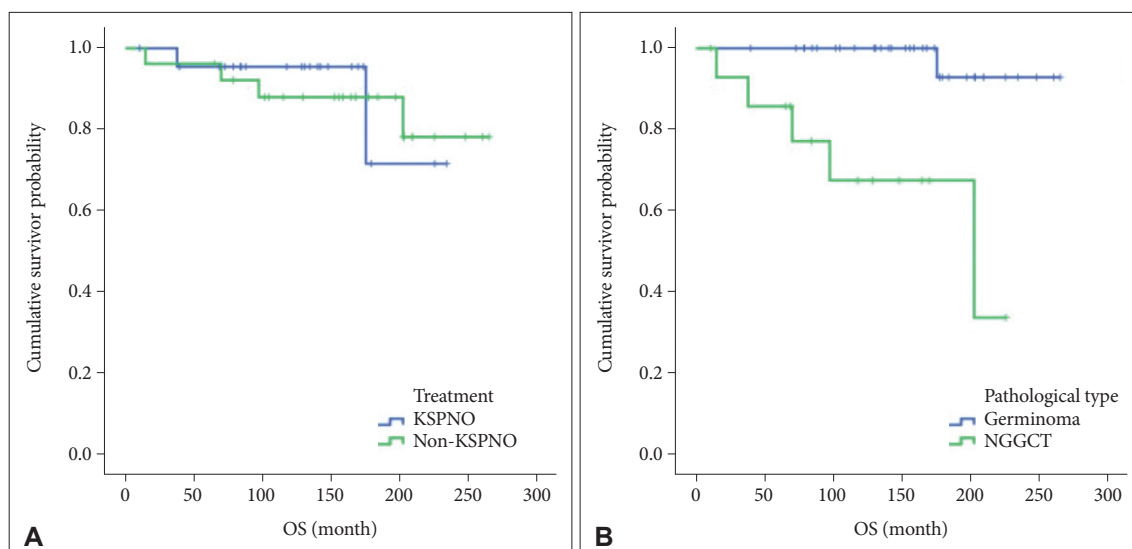 1.0
0.8
0.6
0.4
0.2
0.0
Cumulative survivor probability
Treatment
KSPNO
Non-KSPNO
0 50 100 150 200 250 300
OS (month)
A
1.0
0.8
0.6
0.4
0.2
0.0
Cumulative survivor probability
Pathological type
Germinoma
NGGCT
0 50 100 150 200 250 300
OS (month)
B